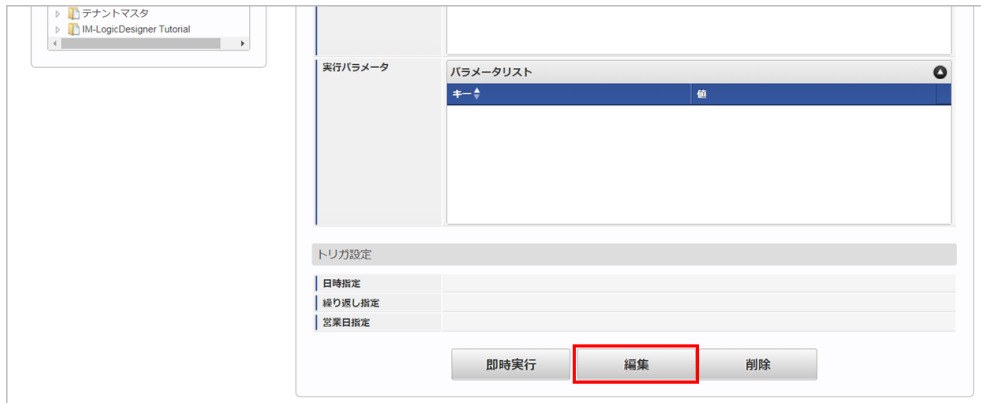 テナントマスタ
IM-LogicDesigner Tutorial
実行パラメータ
パラメータリスト
キー 値
トリガ設定
日時指定
繰り返し指定
営業日指定
即時実行 編集 削除